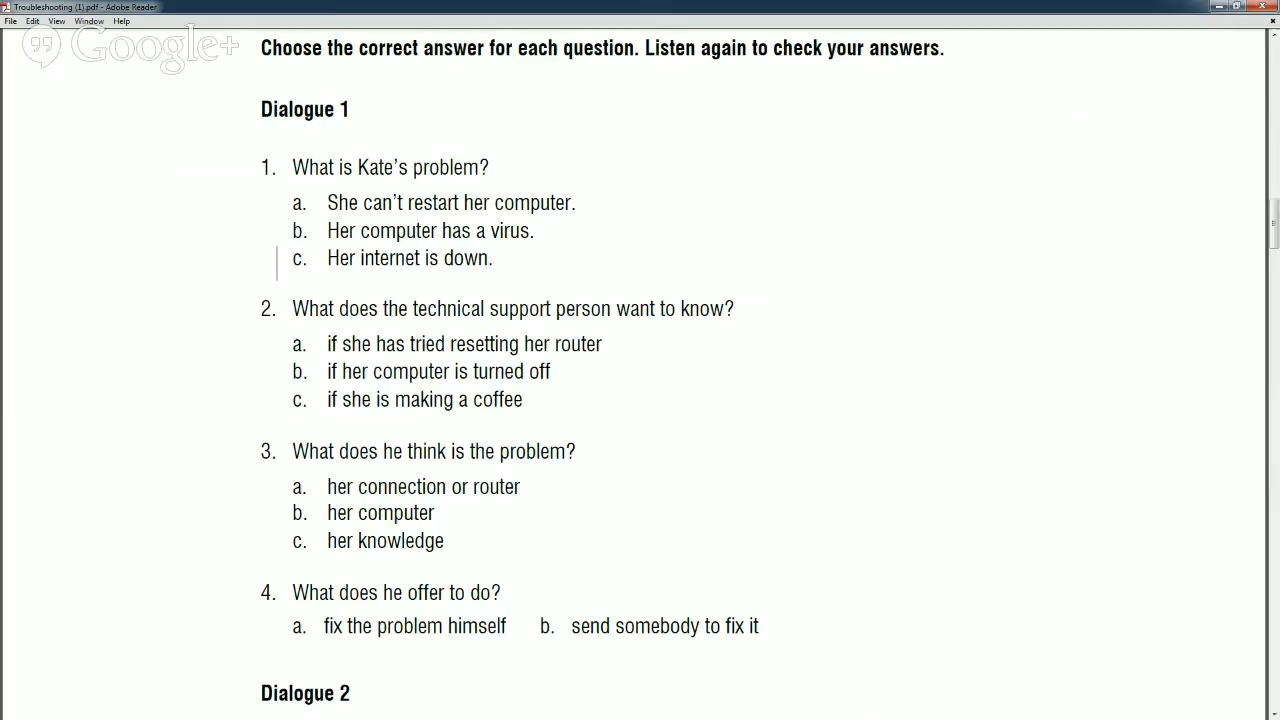 Troubleshooting (1).pdf - Adobe Reader
File Edit View Window Help
Google+
Choose the correct answer for each question. Listen again to check your answers.
Dialogue 1
1. What is Kate's problem?
a. She can't restart her computer.
b. Her computer has a virus.
c. Her internet is down.
2. What does the technical support person want to know?
a. if she has tried resetting her router
b. if her computer is turned off
c. if she is making a coffee
3. What does he think is the problem?
a. her connection or router
b. her computer
c. her knowledge
4. What does he offer to do?
a. fix the problem himself b. send somebody to fix it
Dialogue 2